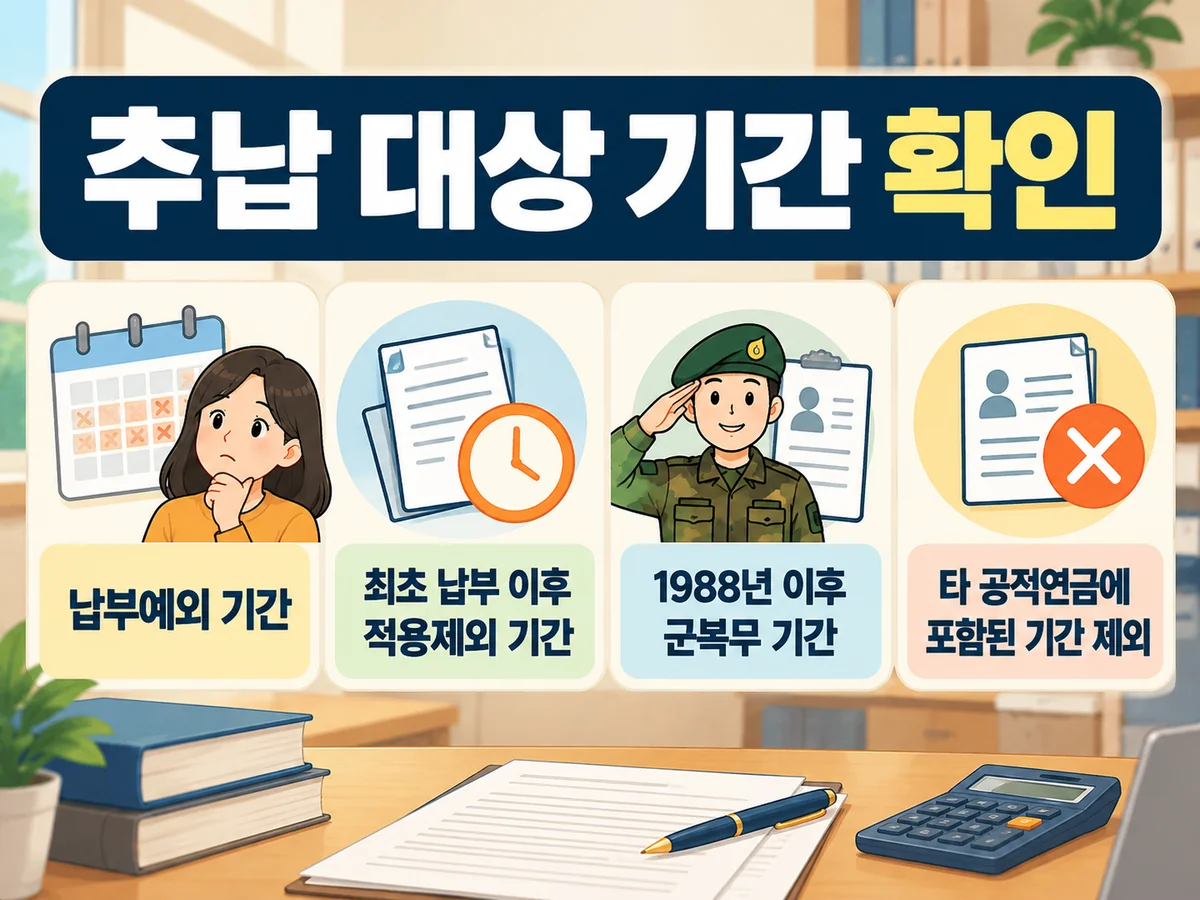 추납 대상 기간 확인
납부예외 기간
최초 납부 이후
적용제외 기간
1988년 이후
군복무 기간
타 공적연금에
포함된 기간 제외